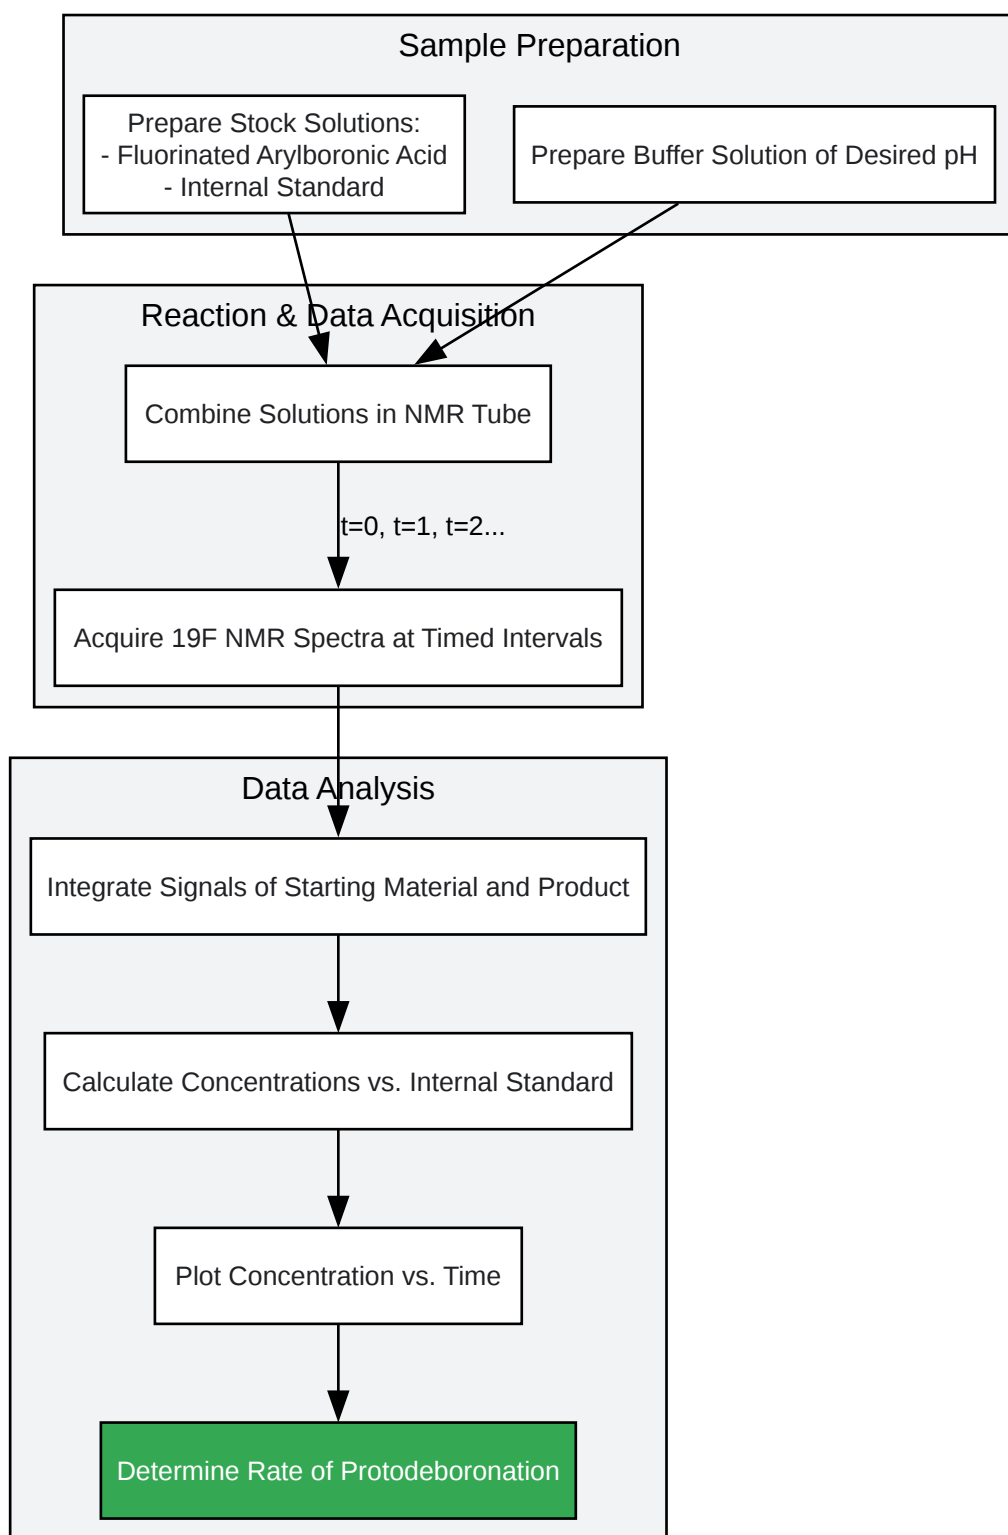 Sample Preparation
Prepare Stock Solutions:
- Fluorinated Arylboronic Acid
- Internal Standard
Prepare Buffer Solution of Desired pH
Reaction & Data Acquisition
Combine Solutions in NMR Tube
t=0, t=1, t=2...
Acquire 19F NMR Spectra at Timed Intervals
Data Analysis
Integrate Signals of Starting Material and Product
Calculate Concentrations vs. Internal Standard
Plot Concentration vs. Time
Determine Rate of Protodeboronation